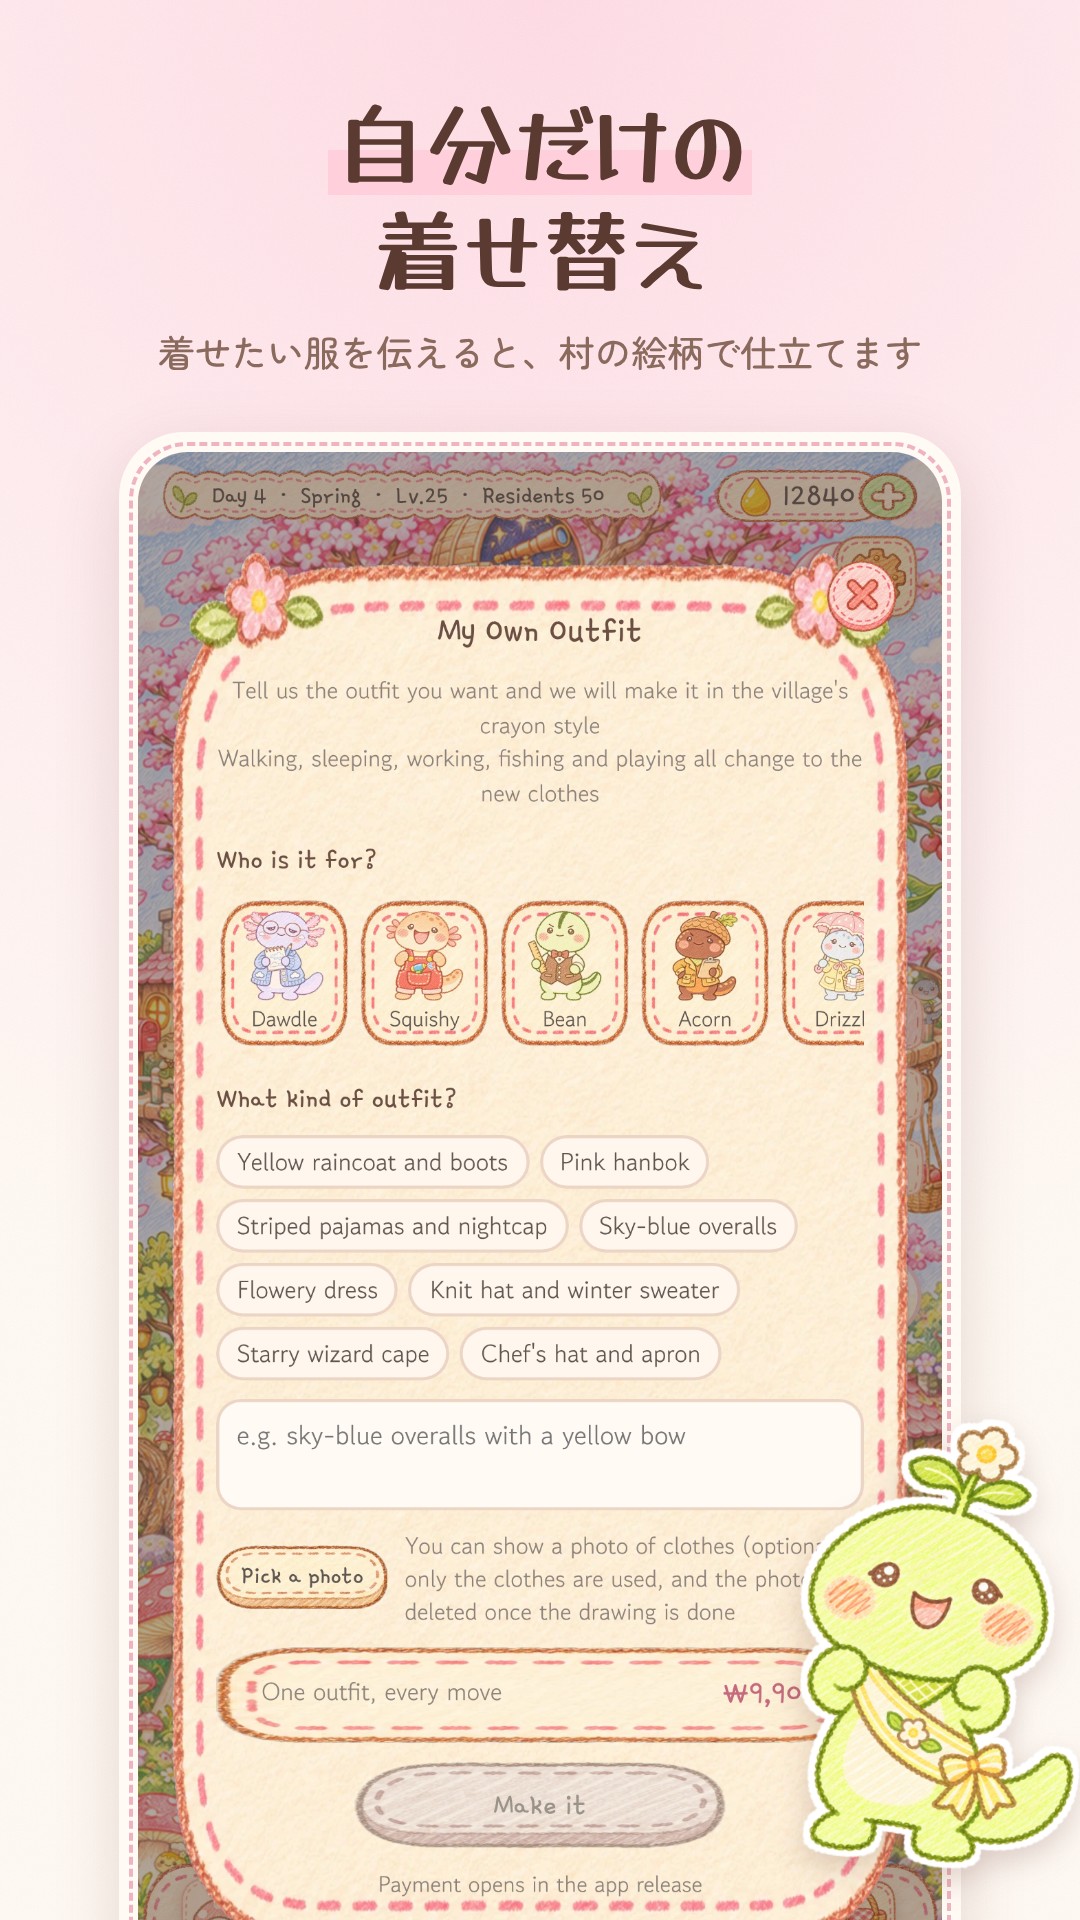 自分だけの
着せ替え
着せたい服を伝えると、村の絵柄で仕立てます
Day 4 · Spring · Lv.25 · Residents 50
12840
My Own Outfit
Tell us the outfit you want and we will make it in the village's
crayon style
Walking, sleeping, working, fishing and playing all change to the
new clothes
Who is it for?
Dawdle
Squishy
Bean
Acorn
Drizzl
What kind of outfit?
Yellow raincoat and boots
Pink hanbok
Striped pajamas and nightcap
Sky-blue overalls
Flowery dress
Knit hat and winter sweater
Starry wizard cape
Chef's hat and apron
e.g. sky-blue overalls with a yellow bow
Pick a photo
You can show a photo of clothes (optiona
only the clothes are used, and the photo
deleted once the drawing is done
One outfit, every move
₩9,90
Make it
Payment opens in the app release